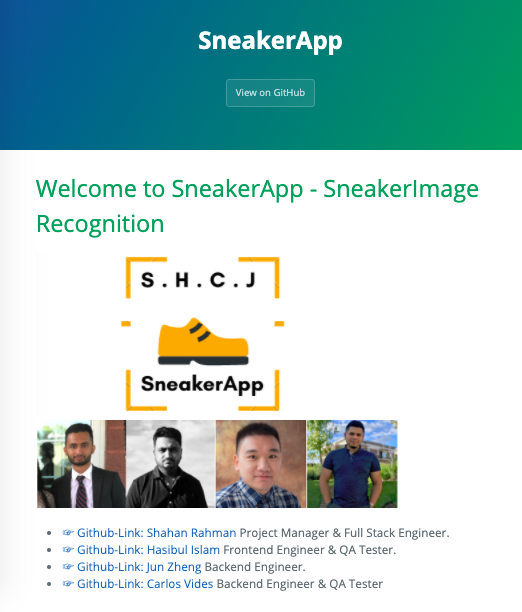 SneakerApp
View on GitHub
Welcome to SneakerApp - SneakerImage
Recognition
S.H.C.J
SneakerApp
☞ Github-Link: Shahan Rahman Project Manager & Full Stack Engineer.
☞ Github-Link: Hasibul Islam Frontend Engineer & QA Tester.
☞ Github-Link: Jun Zheng Backend Engineer.
☞ Github-Link: Carlos Vides Backend Engineer & QA Tester